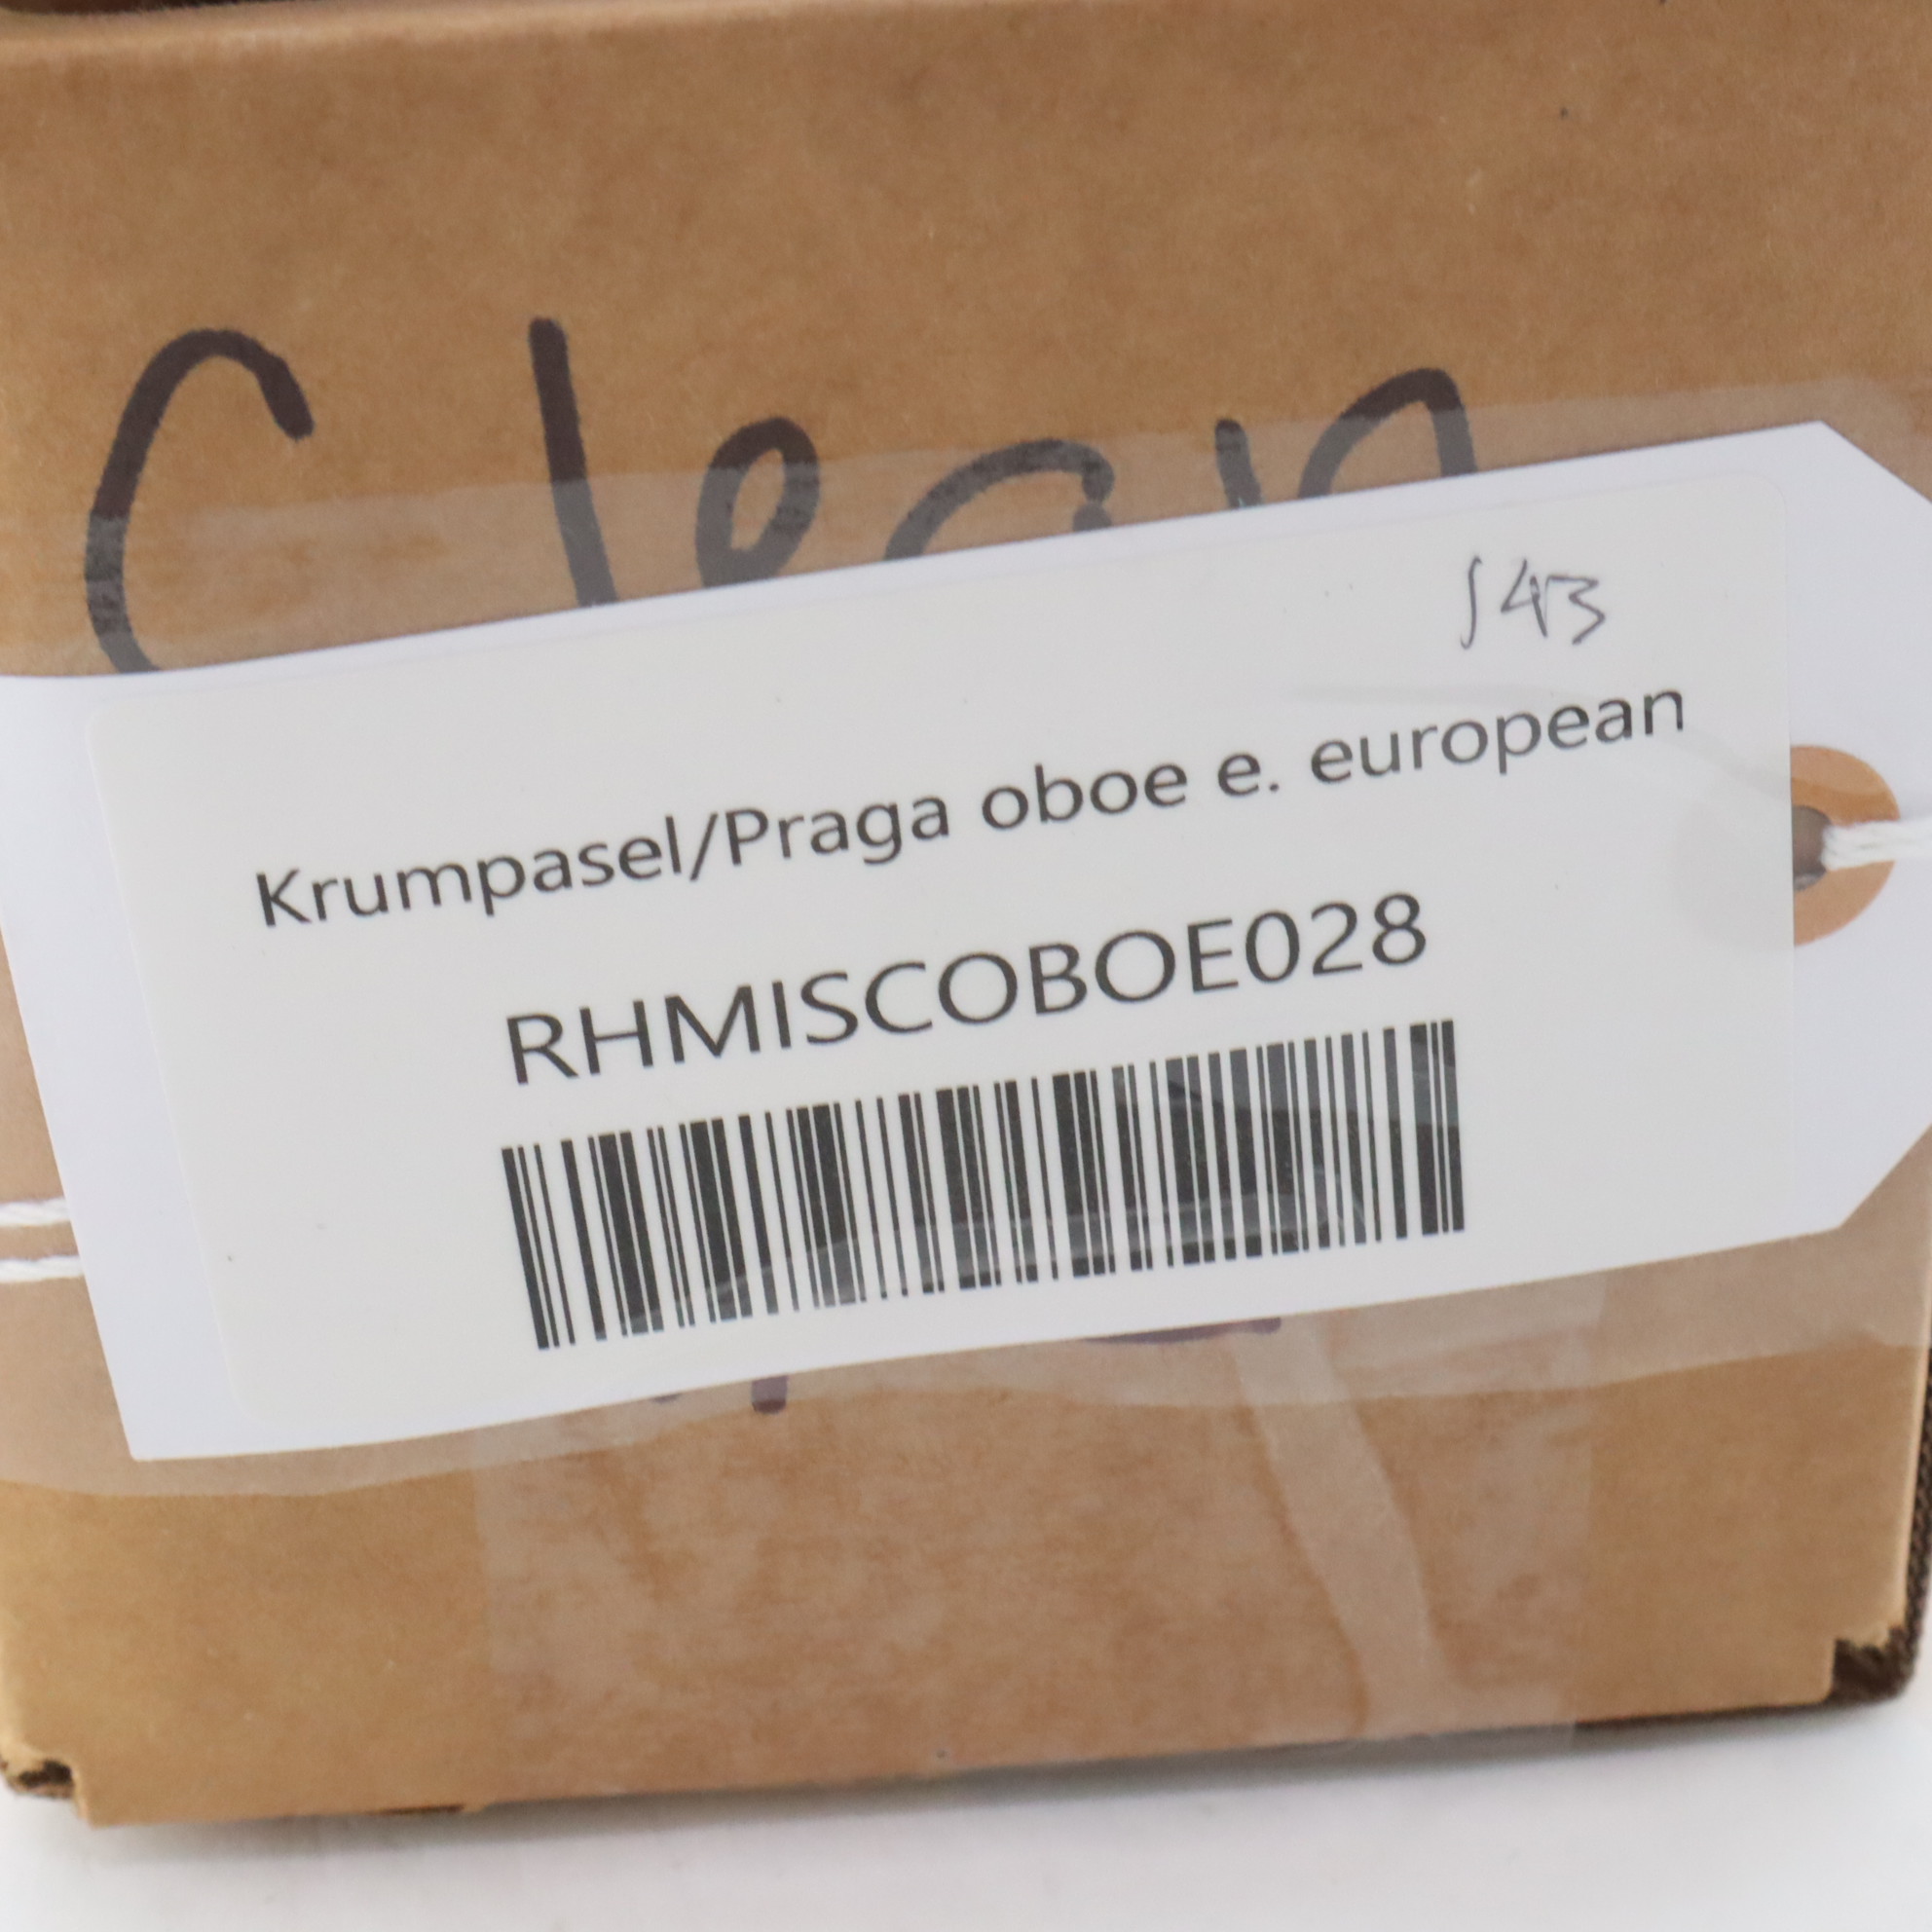 Clean
S43
Krumpasel/Praga oboe e. european
RHMISCOBOE028